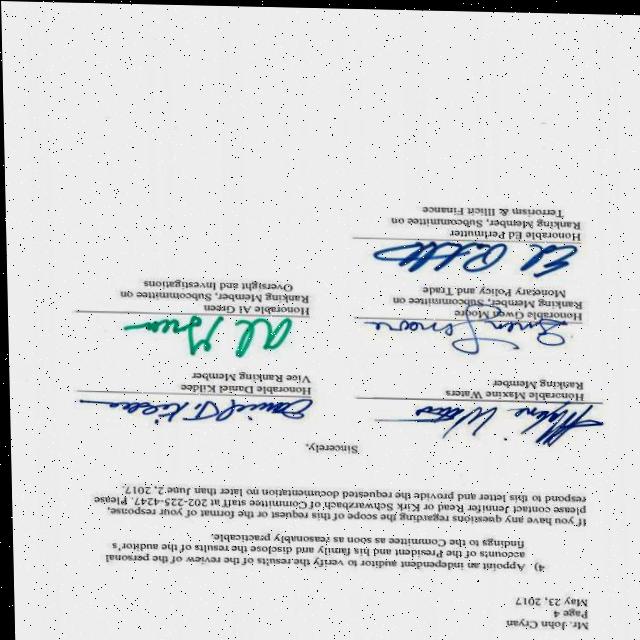 Mr. John Cryan
Page 4
May 23, 2017
4) Appoint an independent auditor to verify the results of the review of the personal
accounts of the President and his family and disclose the results of the auditor's
findings to the Committee as soon as reasonably practicable.
If you have any questions regarding the scope of this request or the format of your response,
please contact Jennifer Read or Kirk Schwarzbach of Committee staff at 202-225-4247. Please
respond to this letter and provide the requested documentation no later than June 2, 2017.
Sincerely,
Maxine Waters
Honorable Maxine Waters
Ranking Member
Daniel T. Kildee
Honorable Daniel Kildee
Vice Ranking Member
Gwen S. Moore
Honorable Gwen Moore
Ranking Member, Subcommittee on
Monetary Policy and Trade
Al Green
Honorable Al Green
Ranking Member, Subcommittee on
Oversight and Investigations
Ed Perlmutter
Honorable Ed Perlmutter
Ranking Member, Subcommittee on
Terrorism & Illicit Finance